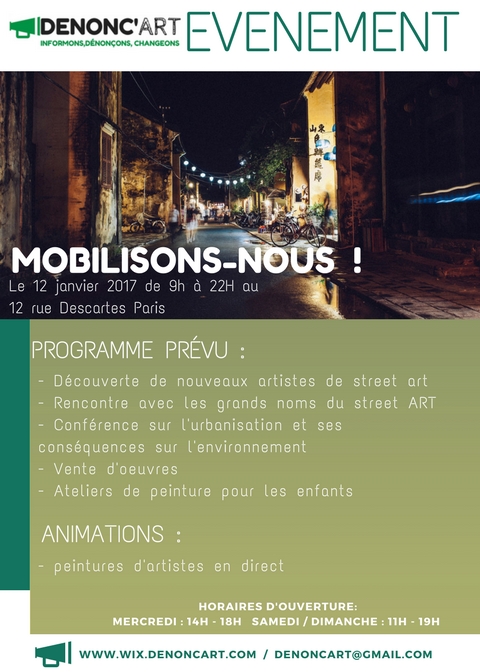 DENONC'ART
INFORMONS,DÉNONÇONS, CHANGEONS
EVENEMENT
MOBILISONS-NOUS !
Le 12 janvier 2017 de 9h à 22H au
12 rue Descartes Paris
PROGRAMME PRÉVU :
- Découverte de nouveaux artistes de street art
- Rencontre avec les grands noms du street ART
- Conférence sur l'urbanisation et ses
conséquences sur l'environnement
- Vente d'oeuvres
- Ateliers de peinture pour les enfants
ANIMATIONS :
- peintures d'artistes en direct
HORAIRES D'OUVERTURE:
MERCREDI : 14H - 18H SAMEDI / DIMANCHE : 11H - 19H
WWW.WIX.DENONCART.COM / DENONCART@GMAIL.COM